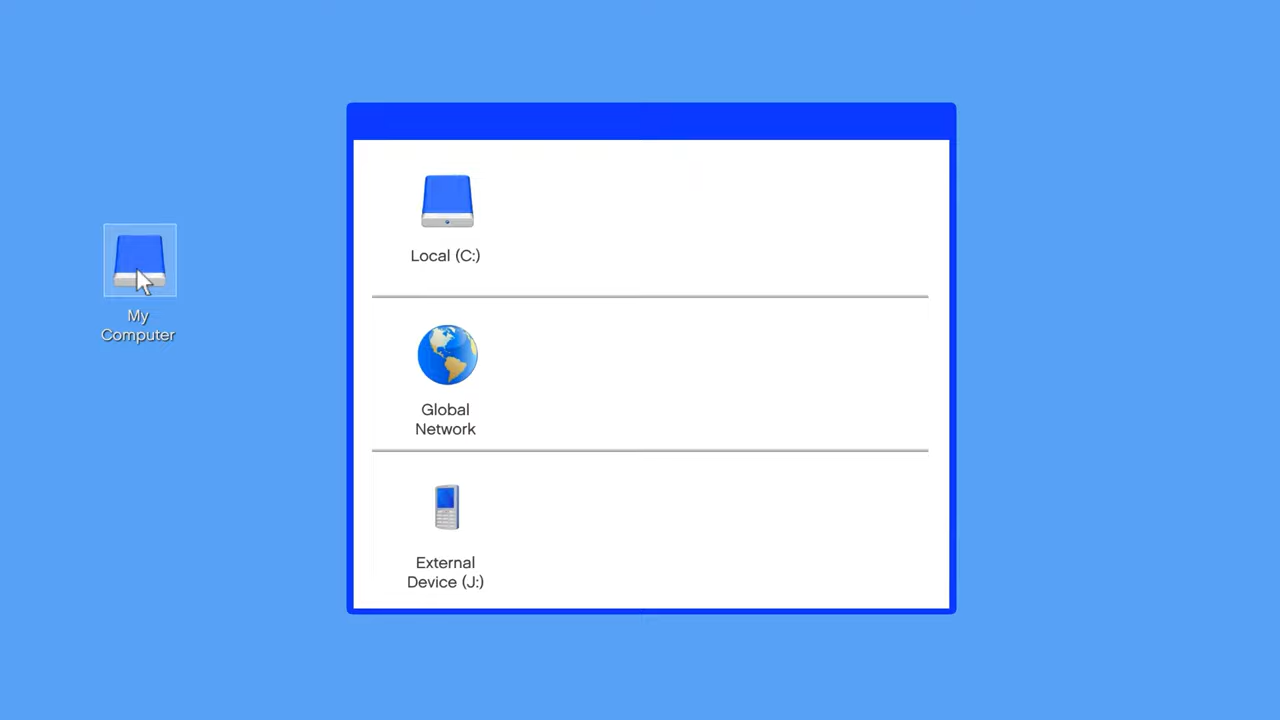 My
Computer
Local (C:)
Global
Network
External
Device (J:)